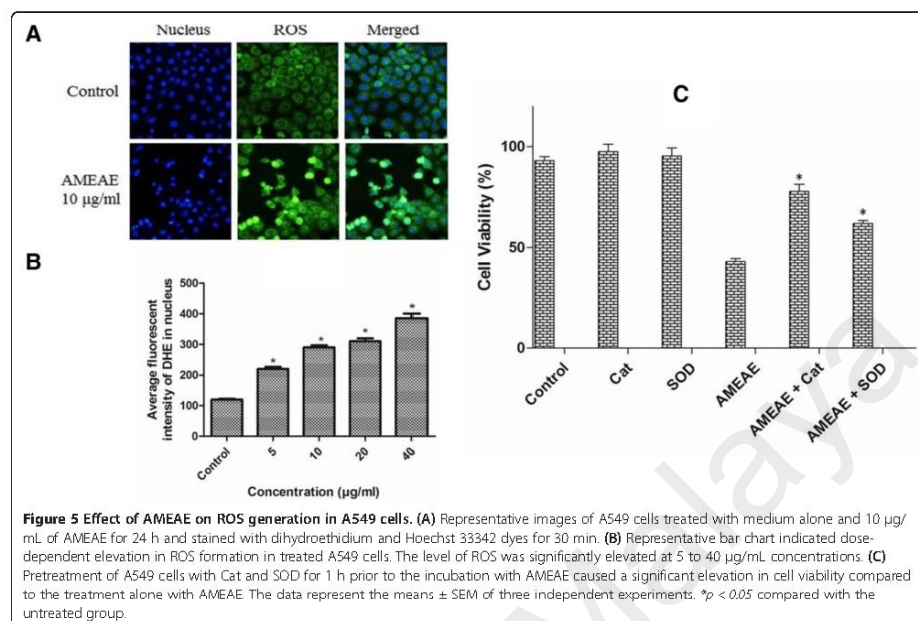 A
Nucleus ROS Merged
Control
AMEAE
10 µg/ml
B
Average fluorescent
intensity of DHE in nucleus
500
400
300
200
100
0
* * * *
Control 5 10 20 40
Concentration (µg/ml)
C
Cell Viability (%)
100
50
0
* *
Control Cat SOD AMEAE AMEAE + Cat AMEAE + SOD
Figure 5 Effect of AMEAE on ROS generation in A549 cells. (A) Representative images of A549 cells treated with medium alone and 10 µg/
mL of AMEAE for 24 h and stained with dihydroethidium and Hoechst 33342 dyes for 30 min. (B) Representative bar chart indicated dose-
dependent elevation in ROS formation in treated A549 cells. The level of ROS was significantly elevated at 5 to 40 µg/mL concentrations. (C)
Pretreatment of A549 cells with Cat and SOD for 1 h prior to the incubation with AMEAE caused a significant elevation in cell viability compared
to the treatment alone with AMEAE. The data represent the means ± SEM of three independent experiments. *p < 0.05 compared with the
untreated group.
Malaya